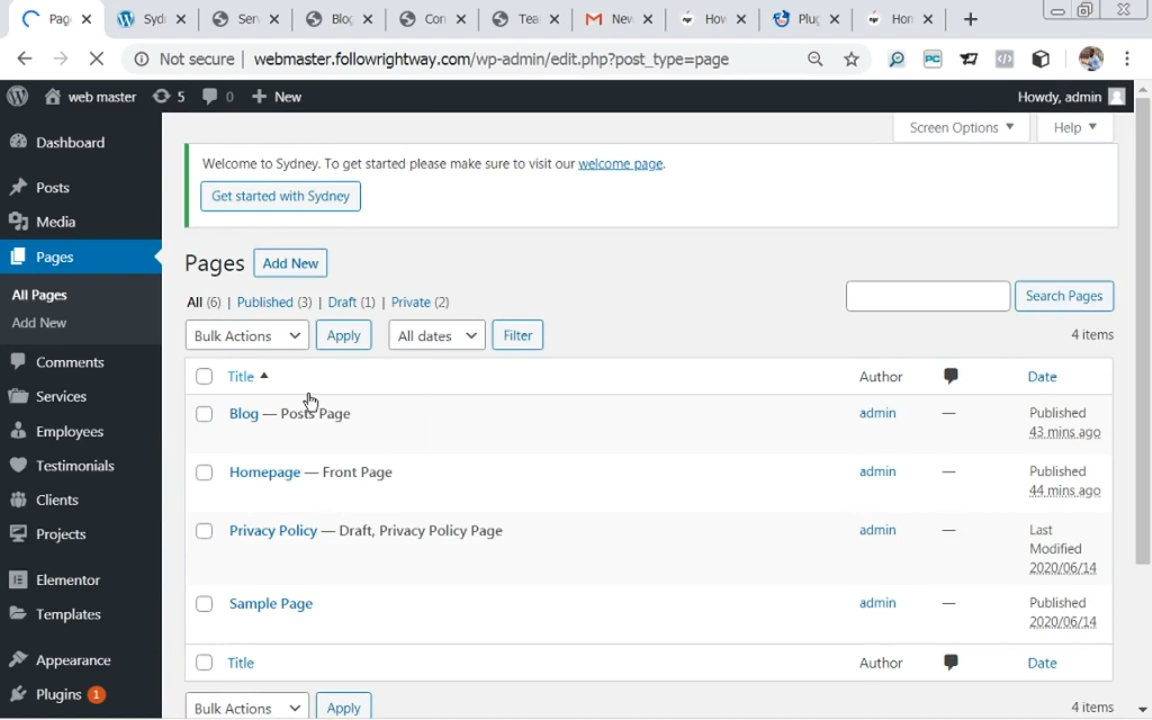 Pag
Syd
Ser
Blo
Con
Tea
New
How
Plu
Hon
Not secure
webmaster.followrightway.com/wp-admin/edit.php?post_type=page
web master
5
0
New
Howdy, admin
Screen Options
Help
Dashboard
Posts
Media
Pages
All Pages
Add New
Comments
Services
Employees
Testimonials
Clients
Projects
Elementor
Templates
Appearance
Plugins 1
Welcome to Sydney. To get started please make sure to visit our welcome page.
Get started with Sydney
Pages
Add New
All (6) | Published (3) | Draft (1) | Private (2)
Search Pages
Bulk Actions
Apply
All dates
Filter
4 items
Title
Author
Date
Blog — Posts Page
admin
—
Published
43 mins ago
Homepage — Front Page
admin
—
Published
44 mins ago
Privacy Policy — Draft, Privacy Policy Page
admin
—
Last
Modified
2020/06/14
Sample Page
admin
—
Published
2020/06/14
Title
Author
Date
Bulk Actions
Apply
4 items